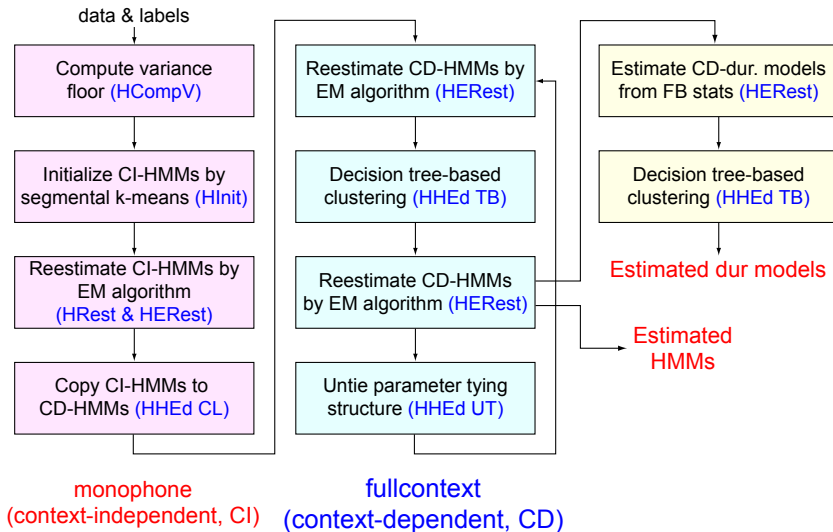 data & labels
Compute variance
floor (HCompV)
Initialize CI-HMMs by
segmental k-means (HInit)
Reestimate CI-HMMs by
EM algorithm
(HRest & HERest)
Copy CI-HMMs to
CD-HMMs (HHEd CL)
monophone
(context-independent, CI)
Reestimate CD-HMMs by
EM algorithm (HERest)
Decision tree-based
clustering (HHEd TB)
Reestimate CD-HMMs
by EM algorithm (HERest)
Untie parameter tying
structure (HHEd UT)
fullcontext
(context-dependent, CD)
Estimate CD-dur. models
from FB stats (HERest)
Decision tree-based
clustering (HHEd TB)
Estimated dur models
Estimated
HMMs